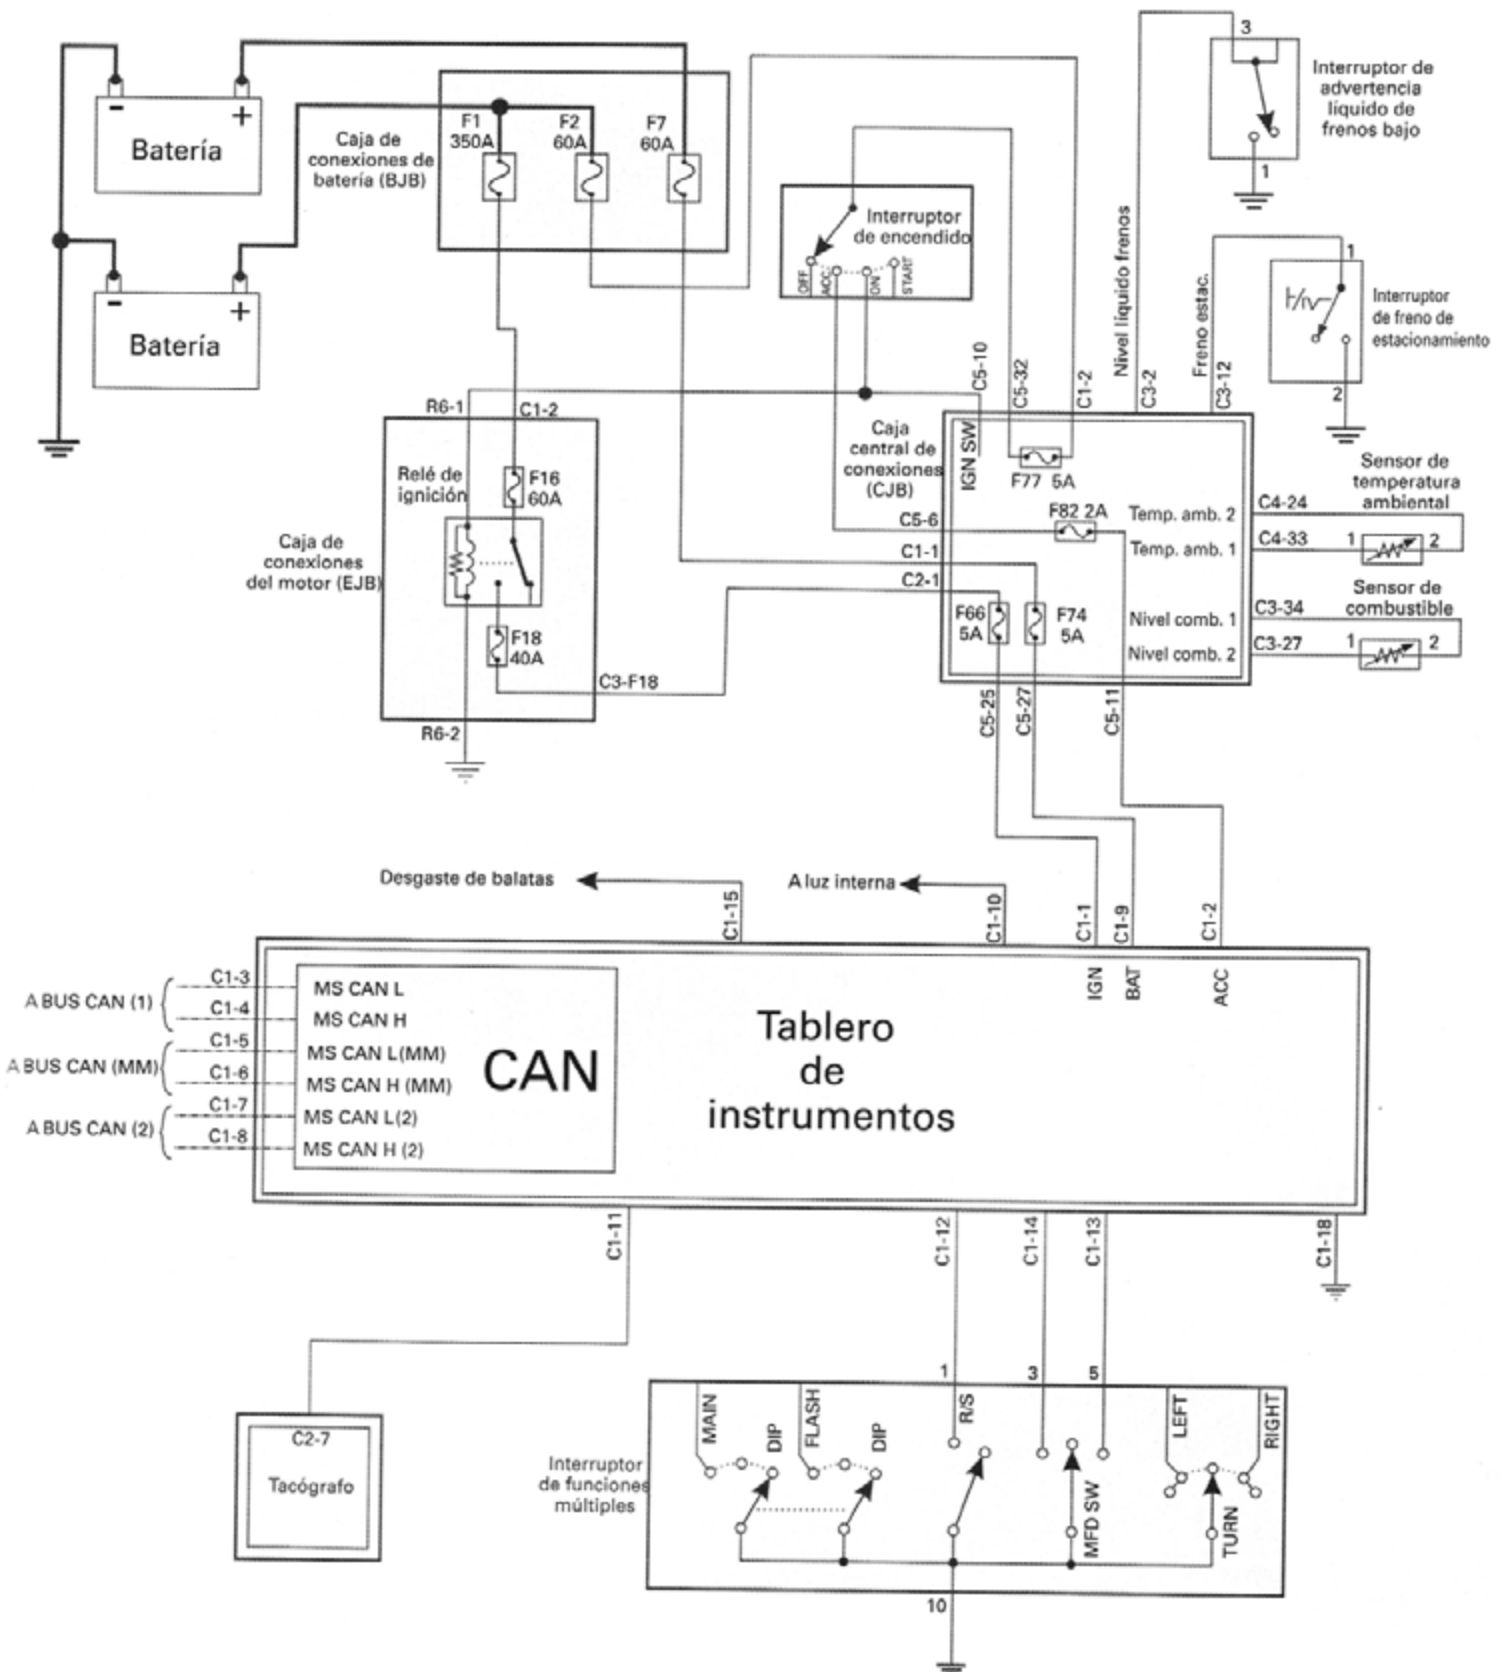 Batería
- +
Batería
- +
Caja de
conexiones de
batería (BJB)
F1
350A
F2
60A
F7
60A
Interruptor
de encendido
OFF
ACC
ON
START
3
Interruptor de
advertencia
líquido de
frenos bajo
1
Nivel líquido frenos
Freno estac.
1
Interruptor
de freno de
estacionamiento
2
C5-10
C5-32
C1-2
C3-2
C3-12
R6-1
C1-2
Relé de
ignición
F16
60A
Caja de
conexiones
del motor (EJB)
F18
40A
C3-F18
R6-2
Caja
central de
conexiones
(CJB)
IGN SW
F77 5A
F82 2A
C5-6
C1-1
C2-1
F66
5A
F74
5A
Temp. amb. 2
Temp. amb. 1
Nivel comb. 1
Nivel comb. 2
Sensor de
temperatura
ambiental
C4-24
C4-33
1
2
Sensor de
combustible
C3-34
C3-27
1
2
C5-25
C5-27
C5-11
Desgaste de balatas
C1-15
A luz interna
C1-10
C1-1
C1-9
C1-2
IGN
BAT
ACC
A BUS CAN (1)
C1-3
C1-4
A BUS CAN (MM)
C1-5
C1-6
A BUS CAN (2)
C1-7
C1-8
MS CAN L
MS CAN H
MS CAN L(MM)
MS CAN H (MM)
MS CAN L(2)
MS CAN H (2)
CAN
Tablero
de
instrumentos
C1-11
C1-12
C1-14
C1-13
C1-18
C2-7
Tacógrafo
Interruptor
de funciones
múltiples
1
3
5
MAIN
DIP
FLASH
DIP
R/S
MFD SW
LEFT
TURN
RIGHT
10